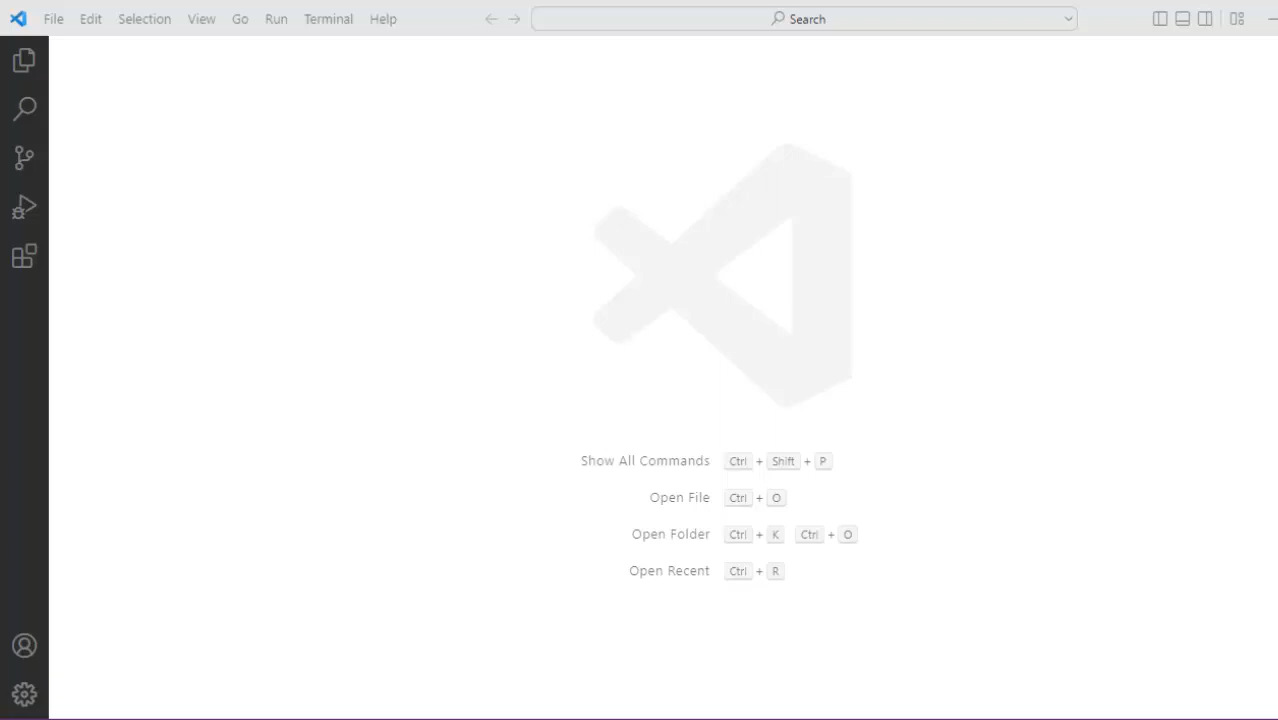 File Edit Selection View Go Run Terminal Help Search
Show All Commands Ctrl + Shift + P
Open File Ctrl + O
Open Folder Ctrl + K Ctrl + O
Open Recent Ctrl + R